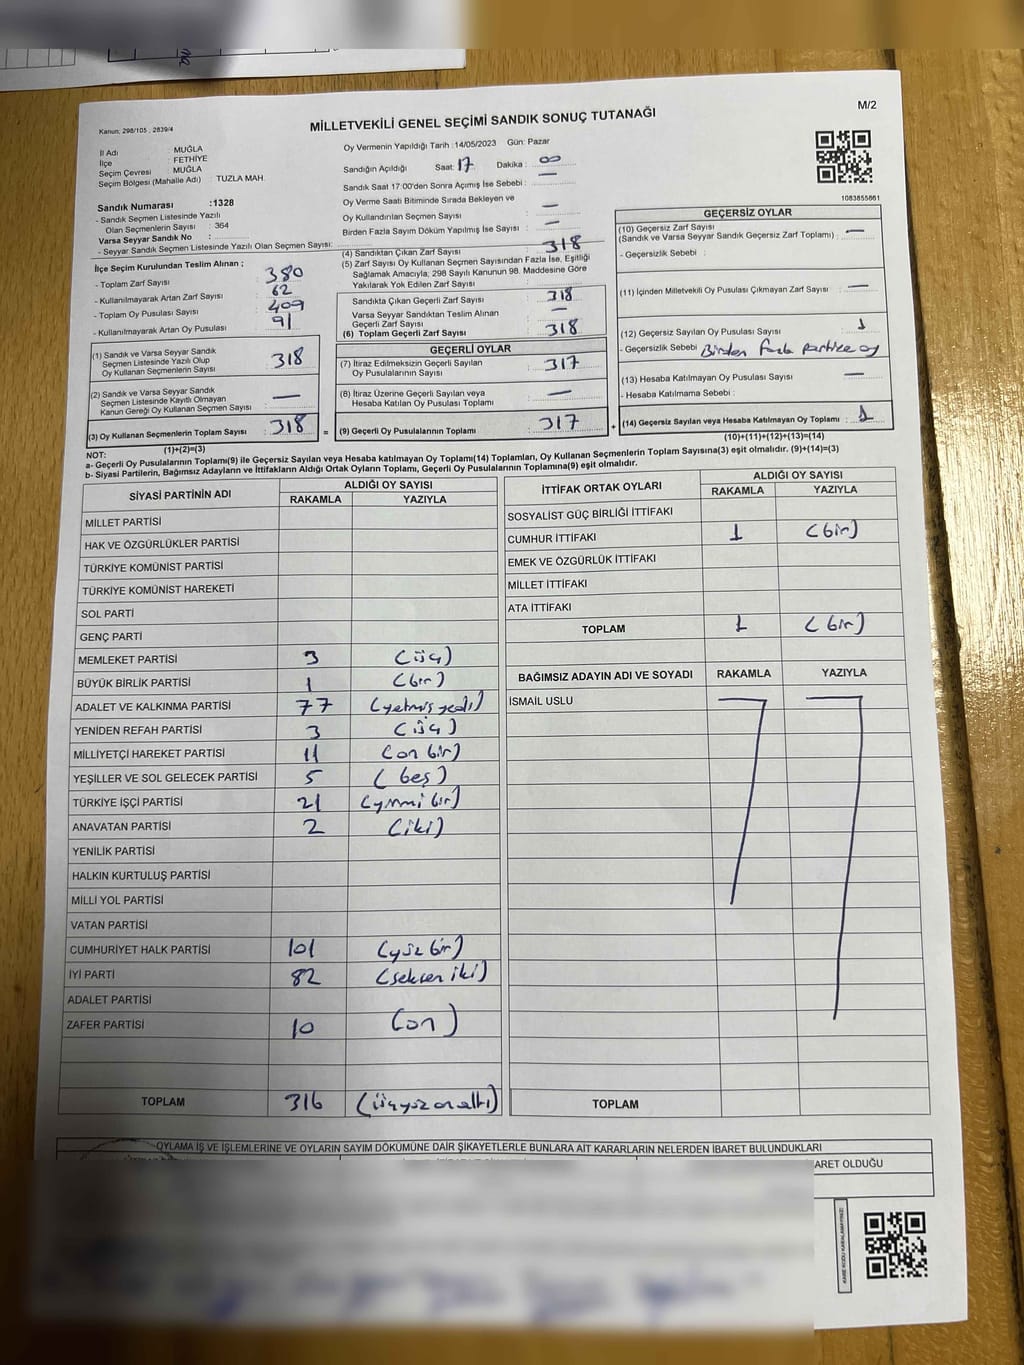 M/2
Kanun; 298/105 , 2839/4
MİLLETVEKİLİ GENEL SEÇİMİ SANDIK SONUÇ TUTANAĞI
İl Adı : MUĞLA
İlçe : FETHİYE
Seçim Çevresi : MUĞLA
Seçim Bölgesi (Mahalle Adı) : TUZLA MAH.
Sandık Numarası :1328
- Sandık Seçmen Listesinde Yazılı
Olan Seçmenlerin Sayısı : 364
Varsa Seyyar Sandık No :
- Seyyar Sandık Seçmen Listesinde Yazılı Olan Seçmen Sayısı:
Oy Vermenin Yapıldığı Tarih :14/05/2023 Gün: Pazar
Sandığın Açıldığı Saat: 17 Dakika : 00
Sandık Saat 17:00'den Sonra Açımış İse Sebebi : —
Oy Verme Saati Bitiminde Sırada Bekleyen ve
Oy Kullandırılan Seçmen Sayısı —
Birden Fazla Sayım Döküm Yapılmış İse Sayısı : —
1083855861
İlçe Seçim Kurulundan Teslim Alınan ;
- Toplam Zarf Sayısı : 380
- Kullanılmayarak Artan Zarf Sayısı : 62
- Toplam Oy Pusulası Sayısı : 409
- Kullanılmayarak Artan Oy Pusulası : 91
(1) Sandık ve Varsa Seyyar Sandık
Seçmen Listesinde Yazılı Olup
Oy Kullanan Seçmenlerin Sayısı 318
(2) Sandık ve Varsa Seyyar Sandık
Seçmen Listesinde Kayıtlı Olmayan
Kanun Gereği Oy Kullanan Seçmen Sayısı : —
(3) Oy Kullanan Seçmenlerin Toplam Sayısı : 318 =
(1)+(2)=(3)
(4) Sandıktan Çıkan Zarf Sayısı : 318
(5) Zarf Sayısı Oy Kullanan Seçmen Sayısından Fazla İse, Eşitliği
Sağlamak Amacıyla; 298 Sayılı Kanunun 98. Maddesine Göre
Yakılarak Yok Edilen Zarf Sayısı :
Sandıkta Çıkan Geçerli Zarf Sayısı 318
Varsa Seyyar Sandıktan Teslim Alınan
Geçerli Zarf Sayısı : —
(6) Toplam Geçerli Zarf Sayısı : 318
GEÇERLİ OYLAR
(7) İtiraz Edilmeksizin Geçerli Sayılan
Oy Pusulalarının Sayısı : 317
(8) İtiraz Üzerine Geçerli Sayılan veya
Hesaba Katılan Oy Pusulası Toplamı : —
(9) Geçerli Oy Pusulalarının Toplamı : 317 +
GEÇERSİZ OYLAR
(10) Geçersiz Zarf Sayısı —
(Sandık ve Varsa Seyyar Sandık Geçersiz Zarf Toplamı) :
- Geçersizlik Sebebi :
(11) İçinden Milletvekili Oy Pusulası Çıkmayan Zarf Sayısı : —
(12) Geçersiz Sayılan Oy Pusulası Sayısı : 1
- Geçersizlik Sebebi : Birden fazla partiye oy
(13) Hesaba Katılmayan Oy Pusulası Sayısı : —
- Hesaba Katılmama Sebebi :
(14) Geçersiz Sayılan veya Hesaba Katılmayan Oy Toplamı : 1
(10)+(11)+(12)+(13)=(14)
NOT:
a- Geçerli Oy Pusulalarının Toplamı(9) ile Geçersiz Sayılan veya Hesaba Katılmayan Oy Toplamı(14) Toplamları, Oy Kullanan Seçmenlerin Toplam Sayısına(3) eşit olmalıdır. (9)+(14)=(3)
b- Siyasi Partilerin, Bağımsız Adayların ve İttifakların Aldığı Ortak Oyların Toplamı, Geçerli Oy Pusulalarının Toplamına(9) eşit olmalıdır.
SİYASİ PARTİNİN ADI ALDIĞI OY SAYISI
RAKAMLA YAZIYLA
MİLLET PARTİSİ
HAK VE ÖZGÜRLÜKLER PARTİSİ
TÜRKİYE KOMÜNİST PARTİSİ
TÜRKİYE KOMÜNİST HAREKETİ
SOL PARTİ
GENÇ PARTİ
MEMLEKET PARTİSİ 3 (üç)
BÜYÜK BİRLİK PARTİSİ 1 (bir)
ADALET VE KALKINMA PARTİSİ 77 (yetmiş yedi)
YENİDEN REFAH PARTİSİ 3 (üç)
MİLLİYETÇİ HAREKET PARTİSİ 11 (on bir)
YEŞİLLER VE SOL GELECEK PARTİSİ 5 (beş)
TÜRKİYE İŞÇİ PARTİSİ 21 (yirmi bir)
ANAVATAN PARTİSİ 2 (iki)
YENİLİK PARTİSİ
HALKIN KURTULUŞ PARTİSİ
MİLLİ YOL PARTİSİ
VATAN PARTİSİ
CUMHURİYET HALK PARTİSİ 101 (yüz bir)
İYİ PARTİ 82 (seksen iki)
ADALET PARTİSİ
ZAFER PARTİSİ 10 (on)
TOPLAM 316 (üçyüz on altı)
İTTİFAK ORTAK OYLARI ALDIĞI OY SAYISI
RAKAMLA YAZIYLA
SOSYALİST GÜÇ BİRLİĞİ İTTİFAKI
CUMHUR İTTİFAKI 1 (bir)
EMEK VE ÖZGÜRLÜK İTTİFAKI
MİLLET İTTİFAKI
ATA İTTİFAKI
TOPLAM 1 (bir)
BAĞIMSIZ ADAYIN ADI VE SOYADI RAKAMLA YAZIYLA
İSMAİL USLU
TOPLAM
OYLAMA İŞ VE İŞLEMLERİNE VE OYLARIN SAYIM DÖKÜMÜNE DAİR ŞİKAYETLERLE BUNLARA AİT KARARLARIN NELERDEN İBARET BULUNDUKLARI
ARET OLDUĞU